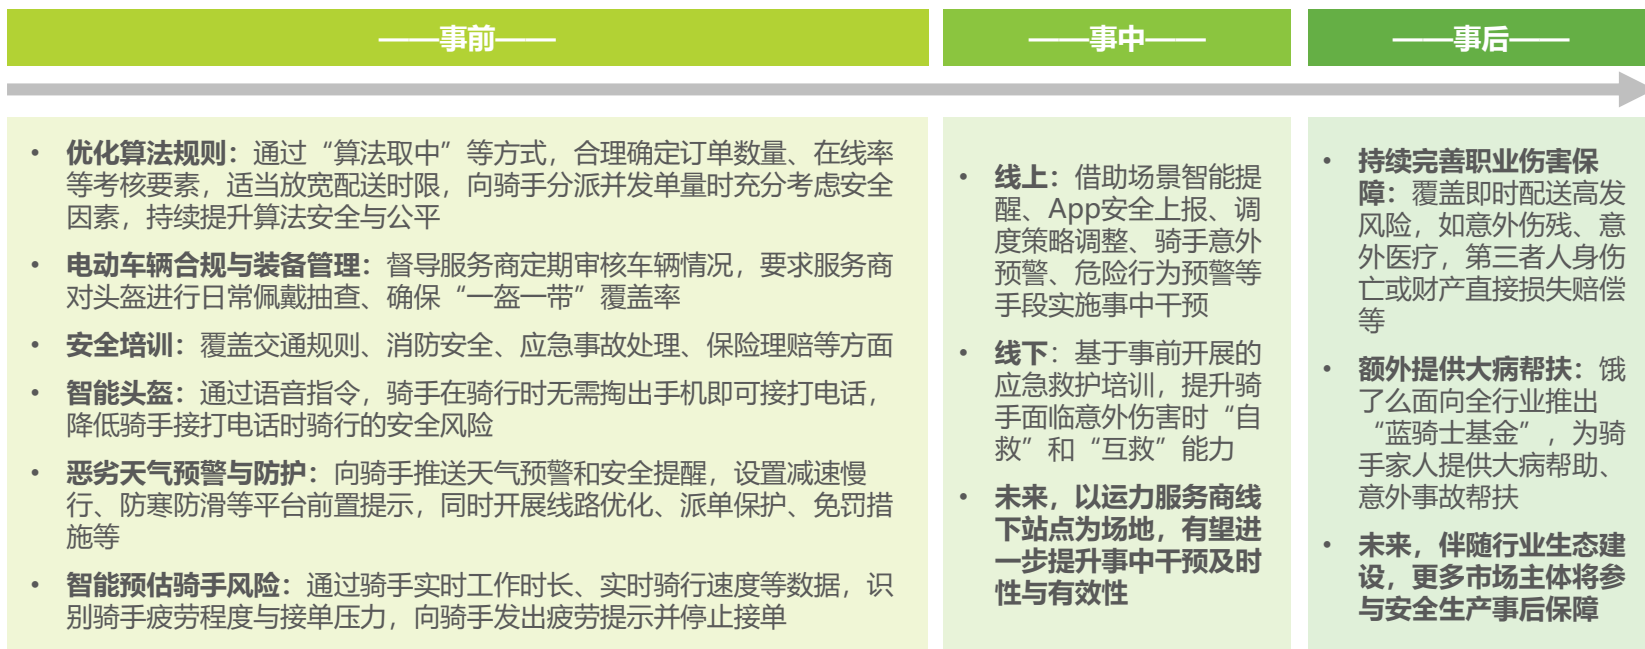 ——事前——
——事中——
——事后——
• 优化算法规则：通过“算法取中”等方式，合理确定订单数量、在线率
等考核要素，适当放宽配送时限，向骑手分派并发单量时充分考虑安全
因素，持续提升算法安全与公平
• 电动车辆合规与装备管理：督导服务商定期审核车辆情况，要求服务商
对头盔进行日常佩戴抽查、确保“一盔一带”覆盖率
• 安全培训：覆盖交通规则、消防安全、应急事故处理、保险理赔等方面
• 智能头盔：通过语音指令，骑手在骑行时无需掏出手机即可接打电话，
降低骑手接打电话时骑行的安全风险
• 恶劣天气预警与防护：向骑手推送天气预警和安全提醒，设置减速慢
行、防寒防滑等平台前置提示，同时开展线路优化、派单保护、免罚措
施等
• 智能预估骑手风险：通过骑手实时工作时长、实时骑行速度等数据，识
别骑手疲劳程度与接单压力，向骑手发出疲劳提示并停止接单
• 线上：借助场景智能提
醒、App安全上报、调
度策略调整、骑手意外
预警、危险行为预警等
手段实施事中干预
• 线下：基于事前开展的
应急救护培训，提升骑
手面临意外伤害时“自
救”和“互救”能力
• 未来，以运力服务商线
下站点为场地，有望进
一步提升事中干预及时
性与有效性
• 持续完善职业伤害保
障：覆盖即时配送高发
风险，如意外伤残、意
外医疗，第三者人身伤
亡或财产直接损失赔偿
等
• 额外提供大病帮扶：饿
了么面向全行业推出
“蓝骑士基金”，为骑
手家人提供大病帮助、
意外事故帮扶
• 未来，伴随行业生态建
设，更多市场主体将参
与安全生产事后保障